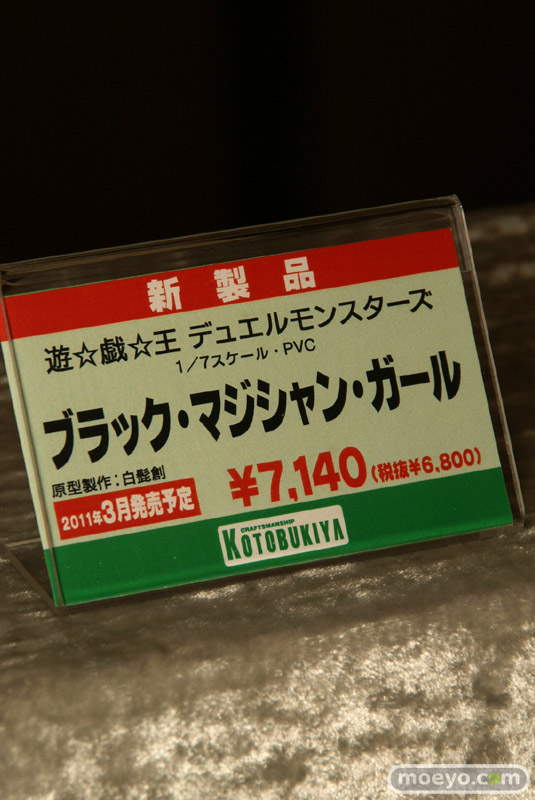 新製品
遊☆戯☆王 デュエルモンスターズ
1/7スケール・PVC
ブラック・マジシャン・ガール
原型製作：白髭創
2011年3月発売予定
¥7,140(税抜¥6,800)
CRAFTSMANSHIP
KOTOBUKIYA
moeyo.com